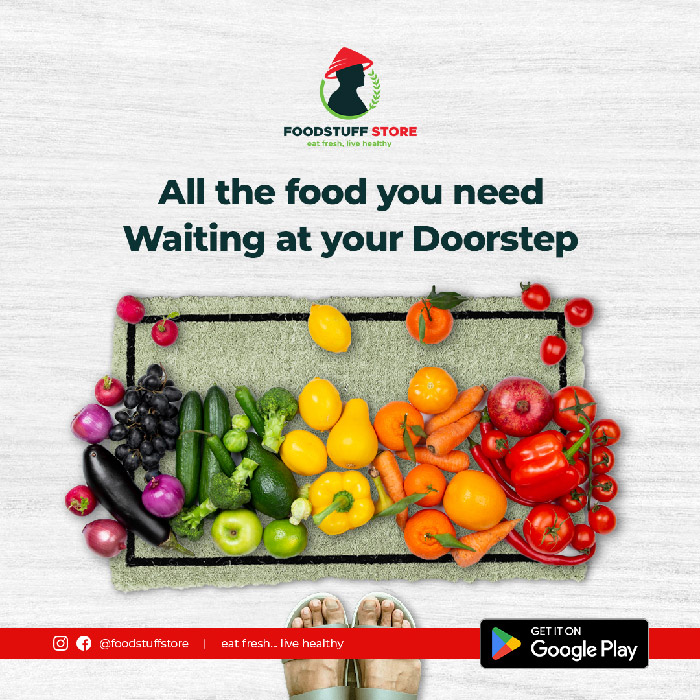 FOODSTUFF STORE
eat fresh, live healthy
All the food you need
Waiting at your Doorstep
@foodstuffstore | eat fresh... live healthy
GET IT ON
Google Play